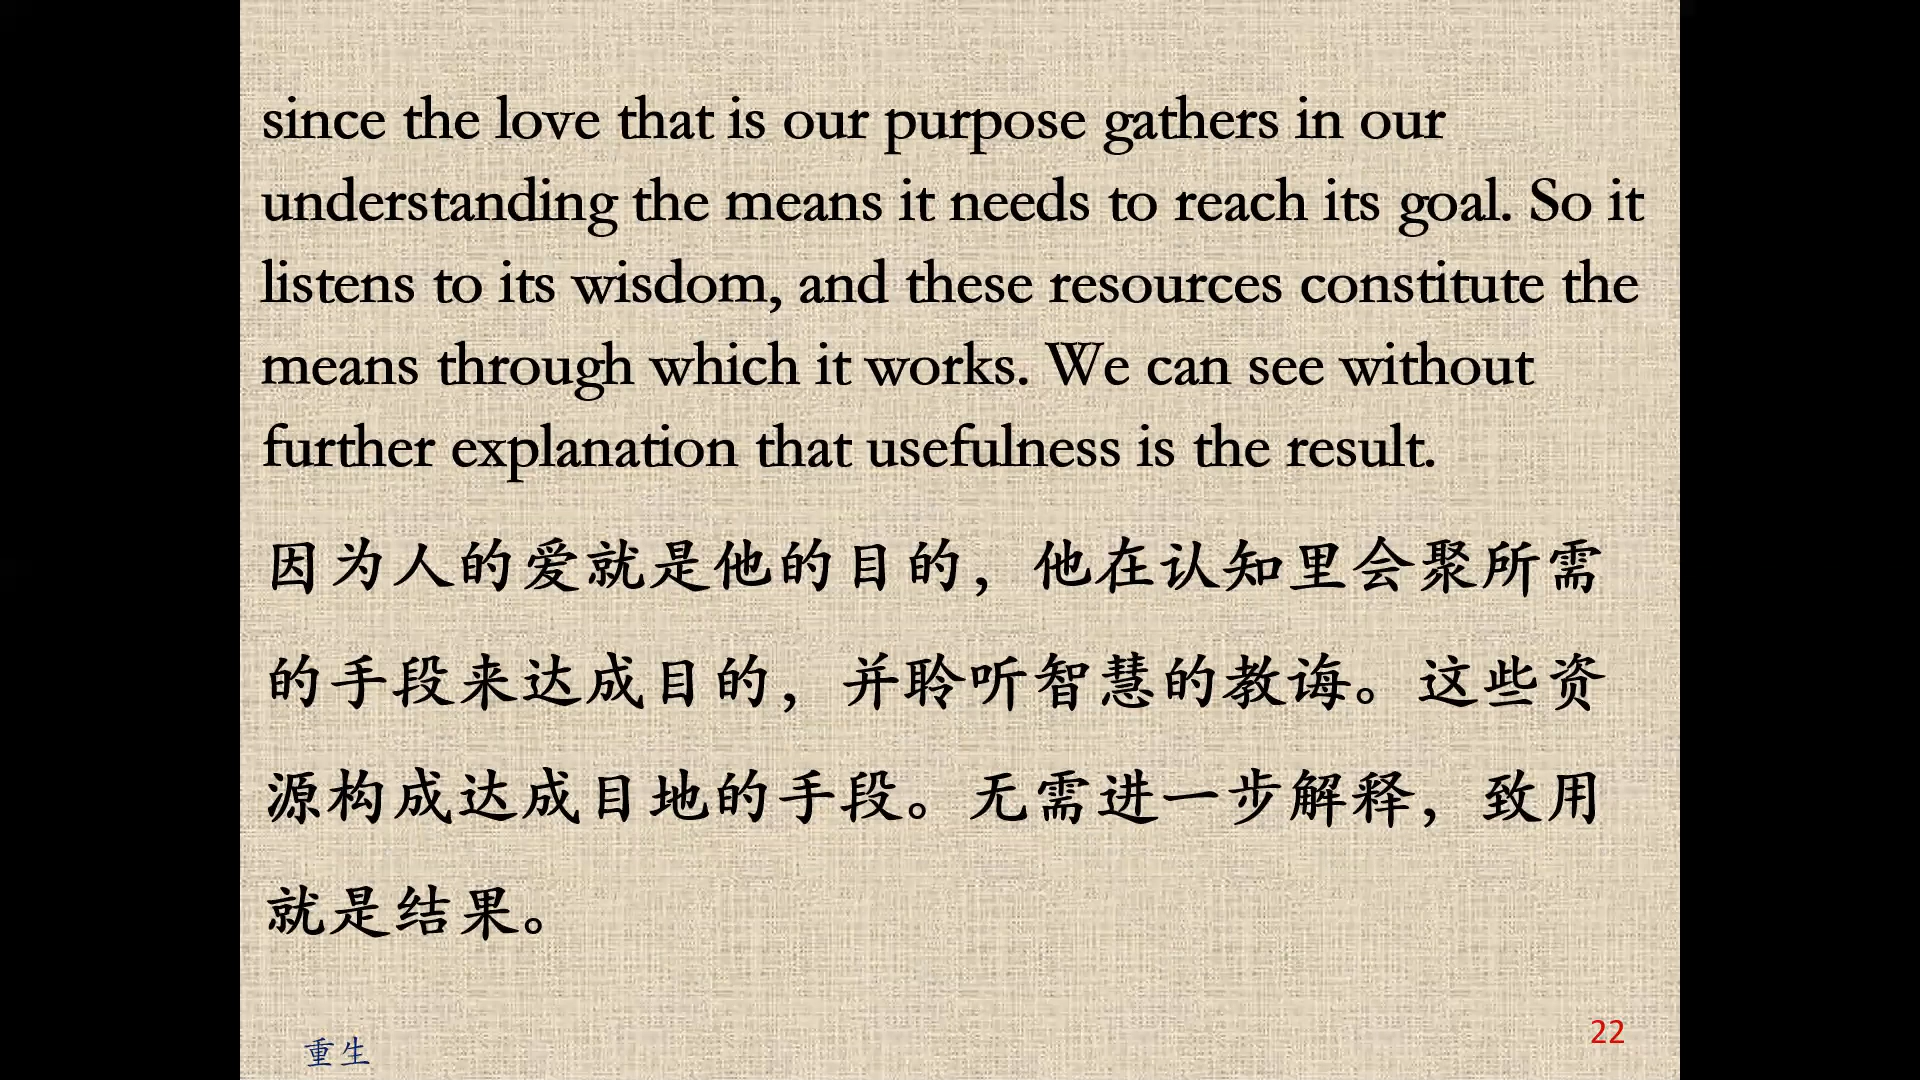 since the love that is our purpose gathers in our
understanding the means it needs to reach its goal. So it
listens to its wisdom, and these resources constitute the
means through which it works. We can see without
further explanation that usefulness is the result.
因为人的爱就是他的目的，他在认知里会聚所需
的手段来达成目的，并聆听智慧的教诲。这些资
源构成达成目地的手段。无需进一步解释，致用
就是结果。
重生
22